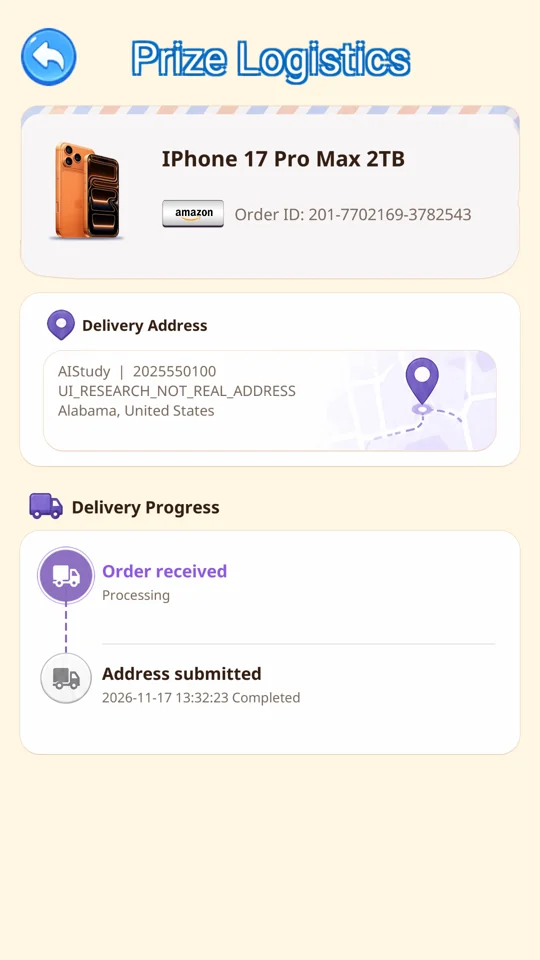 Prize Logistics
IPhone 17 Pro Max 2TB
amazon
Order ID: 201-7702169-3782543
Delivery Address
AIStudy | 2025550100
UI_RESEARCH_NOT_REAL_ADDRESS
Alabama, United States
Delivery Progress
Order received
Processing
Address submitted
2026-11-17 13:32:23 Completed